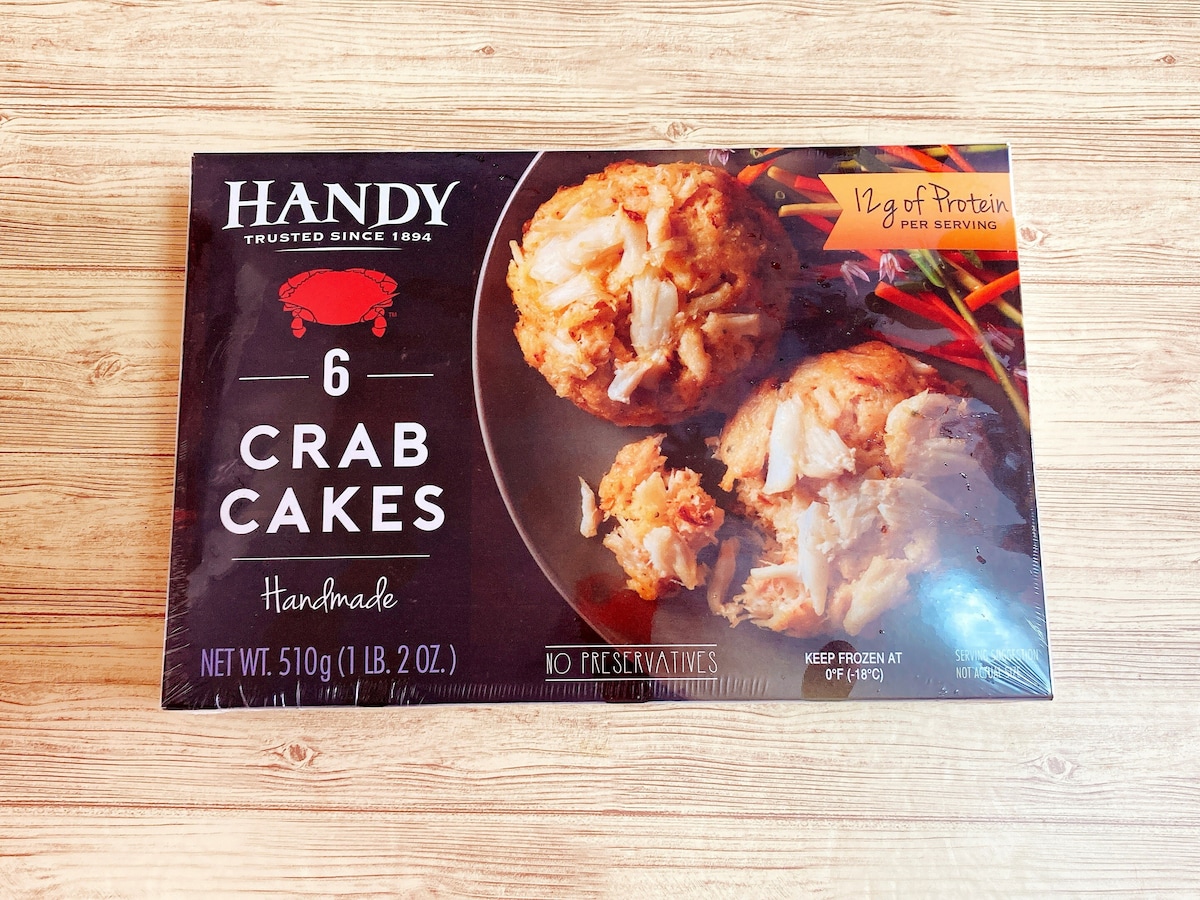 HANDY
TRUSTED SINCE 1894
TM
6
CRAB
CAKES
Handmade
NET WT. 510g (1 LB. 2 OZ.)
12g of Protein
PER SERVING
NO PRESERVATIVES
KEEP FROZEN AT
0°F (-18°C)
SERVING SUGGESTION
NOT ACTUAL SIZE